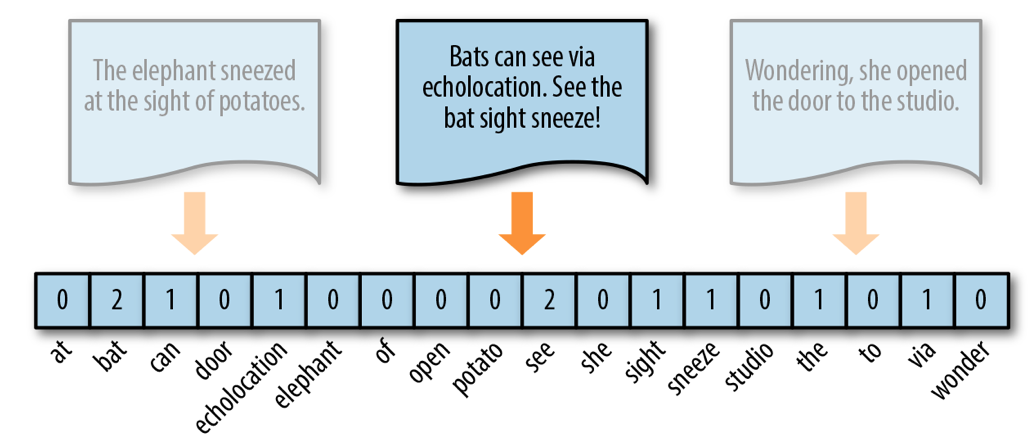 The elephant sneezed
at the sight of potatoes.
Bats can see via
echolocation. See the
bat sight sneeze!
Wondering, she opened
the door to the studio.
0 2 1 0 1 0 0 0 0 2 0 1 1 0 1 0 1 0
at bat can door echolocation elephant of open potato see she sight sneeze studio the to via wonder